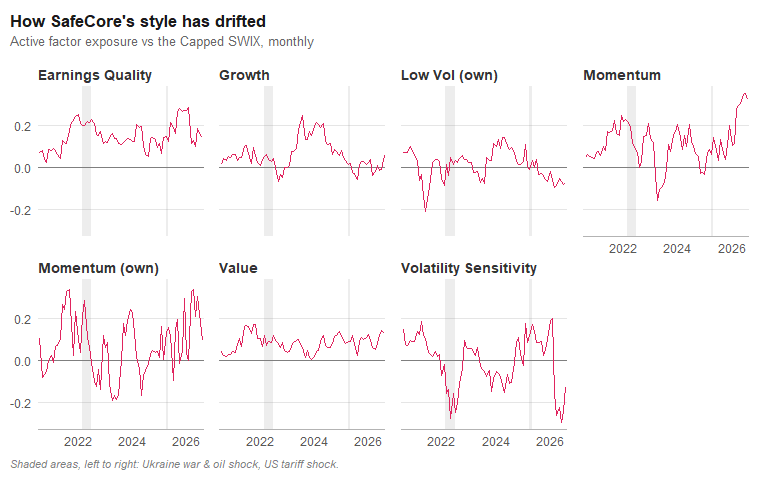 How SafeCore's style has drifted
Active factor exposure vs the Capped SWIX, monthly
Earnings Quality
Growth
Low Vol (own)
Momentum
0.2
0.0
-0.2
2022 2024 2026
Momentum (own)
Value
Volatility Sensitivity
0.2
0.0
-0.2
2022 2024 2026
2022 2024 2026
2022 2024 2026
Shaded areas, left to right: Ukraine war & oil shock, US tariff shock.